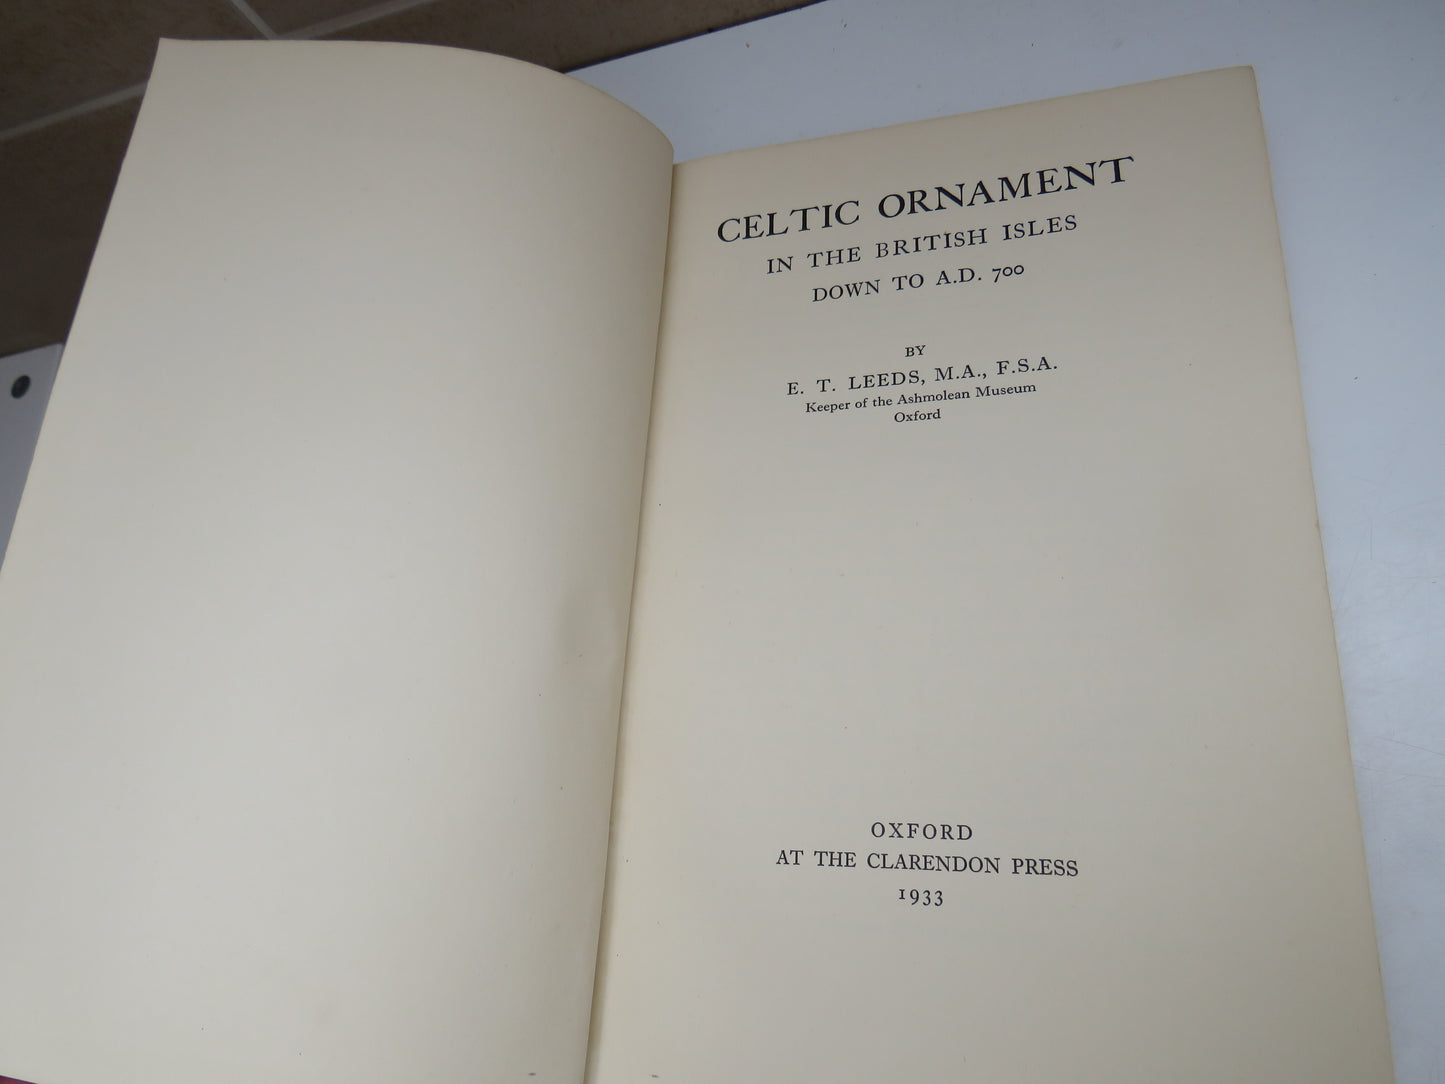 CELTIC ORNAMENT
IN THE BRITISH ISLES
DOWN TO A.D. 700
BY
E. T. LEEDS, M.A., F.S.A.
Keeper of the Ashmolean Museum
Oxford
OXFORD
AT THE CLARENDON PRESS
1933